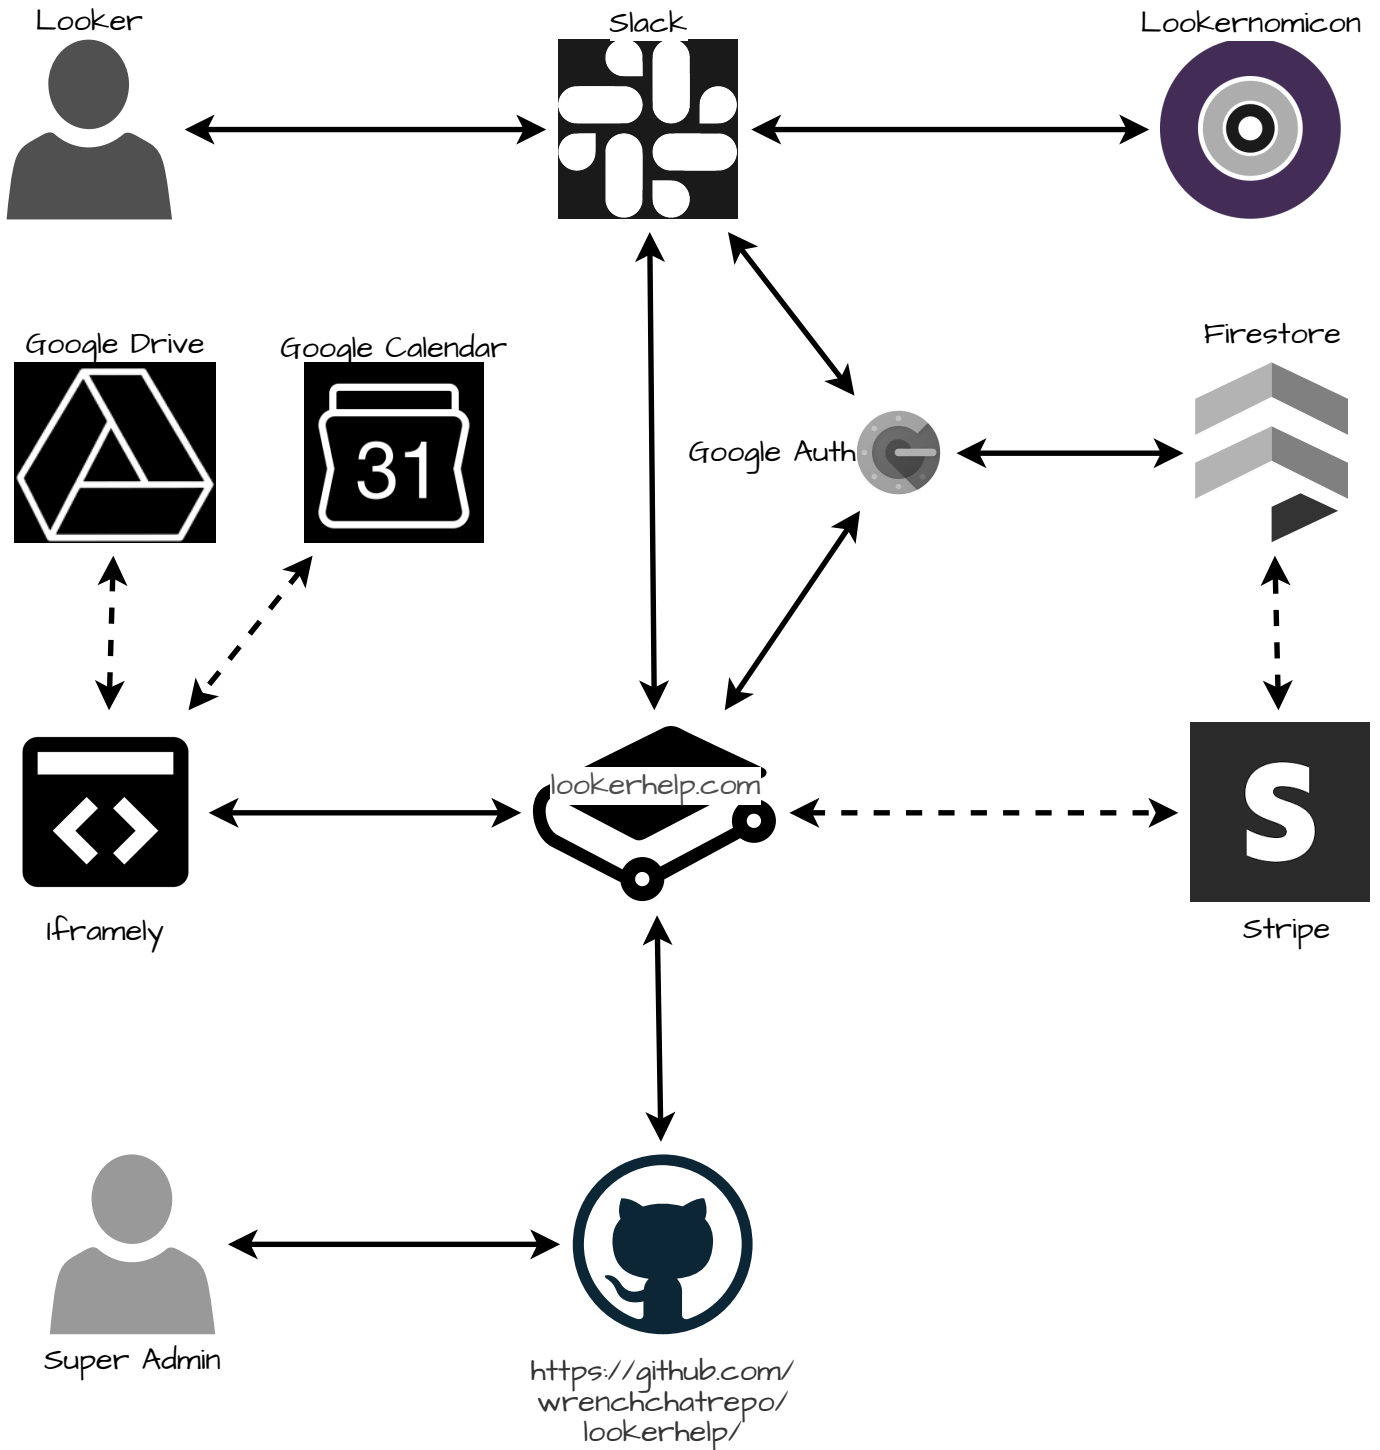 Looker
Slack
Lookernomicon
Google Drive
Google Calendar
31
Firestore
Google Auth
lookerhelp.com
S
Iframely
Stripe
Super Admin
https://github.com/
wrenchchatrepo/
lookerhelp/